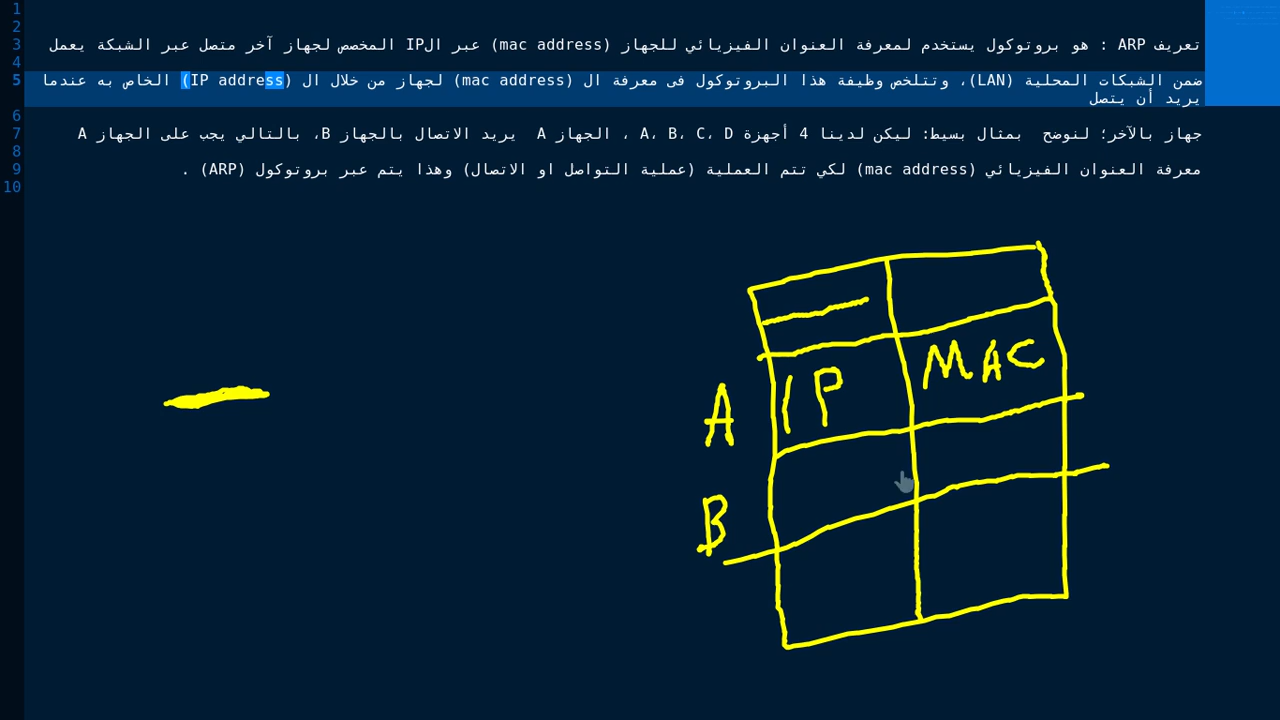 1
2
3
تعريف ARP : هو بروتوكول يستخدم لمعرفة العنوان الفيزيائي للجهاز (mac address) عبر الIP المخصص لجهاز آخر متصل عبر الشبكة يعمل
4
5
ضمن الشبكات المحلية (LAN)، وتتلخص وظيفة هذا البروتوكول فى معرفة ال (mac address) لجهاز من خلال ال (IP address) الخاص به عندما
يريد أن يتصل
6
7
جهاز بالآخر؛ لنوضح بمثال بسيط: ليكن لدينا 4 أجهزة A، B، C، D ، الجهاز A يريد الاتصال بالجهاز B، بالتالي يجب على الجهاز A
8
9
معرفة العنوان الفيزيائي (mac address) لكي تتم العملية (عملية التواصل او الاتصال) وهذا يتم عبر بروتوكول (ARP) .
10
A IP MAC
B